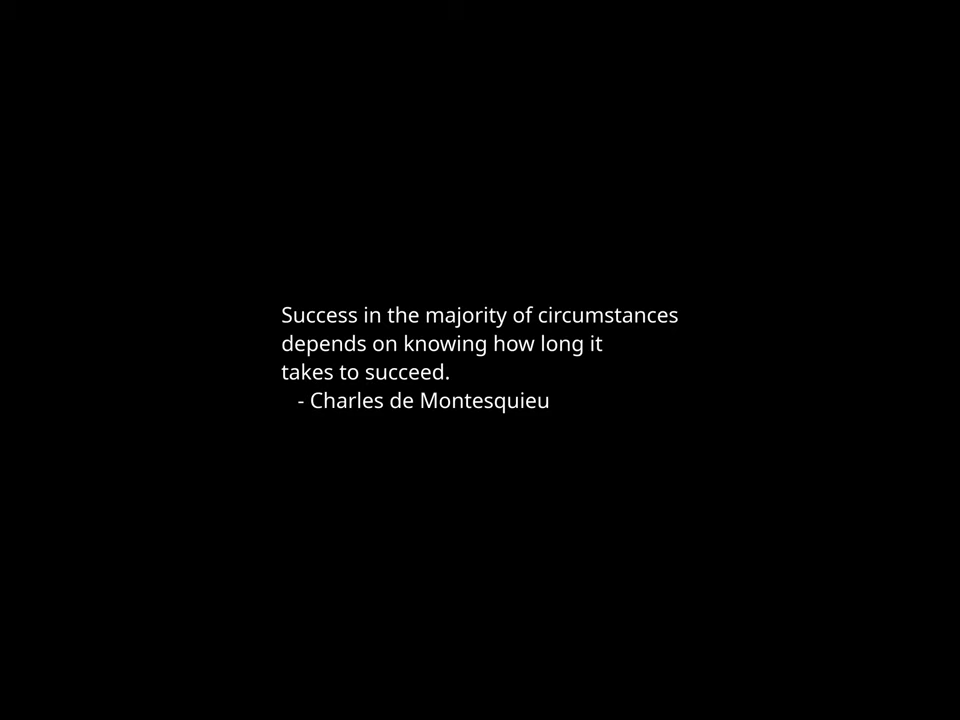 Success in the majority of circumstances
depends on knowing how long it
takes to succeed.
- Charles de Montesquieu